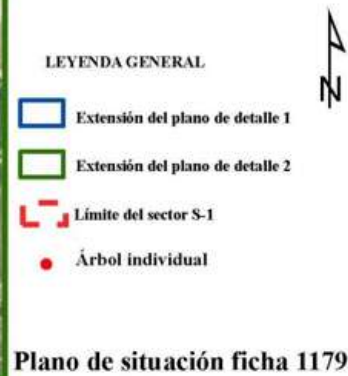 N
LEYENDA GENERAL
Extensión del plano de detalle 1
Extensión del plano de detalle 2
Límite del sector S-1
Árbol individual
Plano de situación ficha 1179